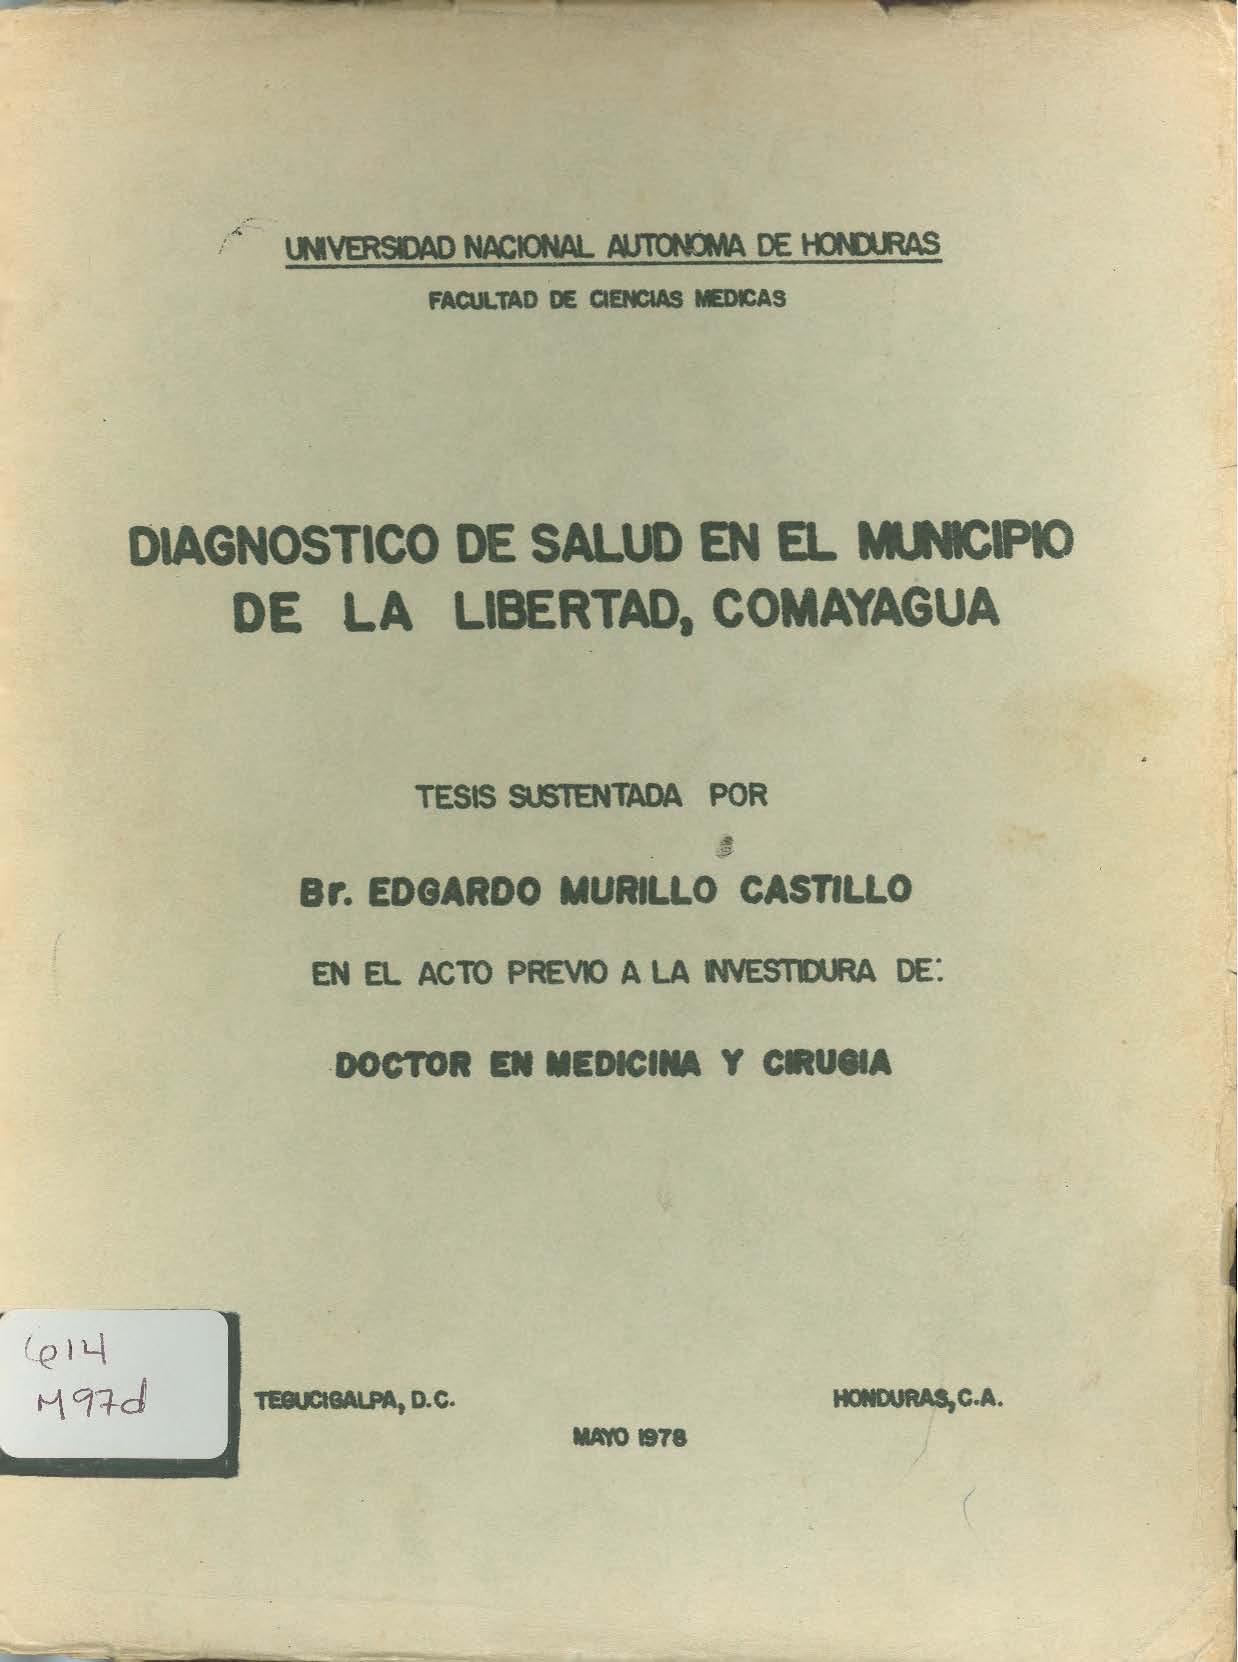 UNIVERSIDAD NACIONAL AUTONOMA DE HONDURAS
FACULTAD DE CIENCIAS MEDICAS
DIAGNOSTICO DE SALUD EN EL MUNICIPIO
DE LA LIBERTAD, COMAYAGUA
TESIS SUSTENTADA POR
Br. EDGARDO MURILLO CASTILLO
EN EL ACTO PREVIO A LA INVESTIDURA DE:
DOCTOR EN MEDICINA Y CIRUGIA
614
M97d
TEGUCIGALPA, D.C. HONDURAS, C.A.
MAYO 1978